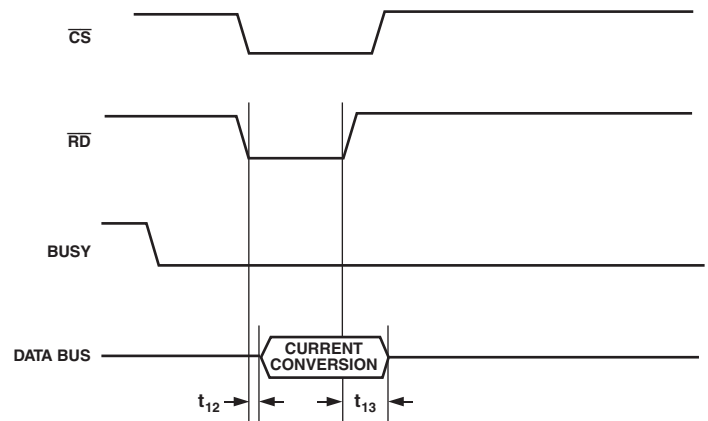 CS
RD
BUSY
DATA BUS
CURRENT
CONVERSION
t12
t13